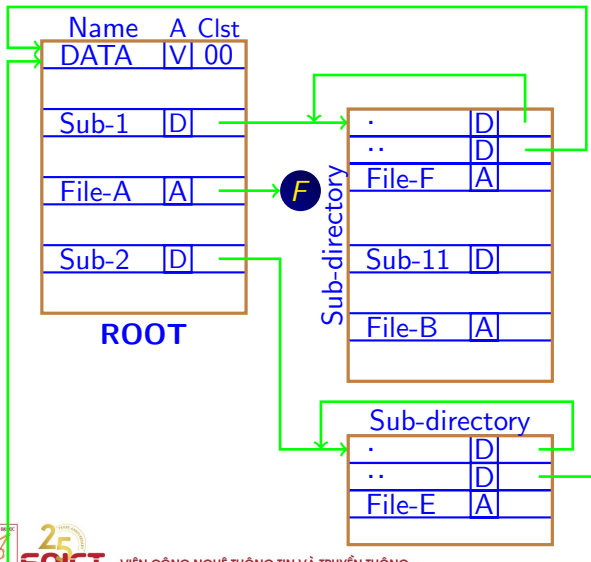 Name A Clst
DATA V 00
Sub-1 D
File-A A
Sub-2 D
ROOT
F
Sub-directory
. D
.. D
File-F A
Sub-11 D
File-B A
Sub-directory
. D
.. D
File-E A
25